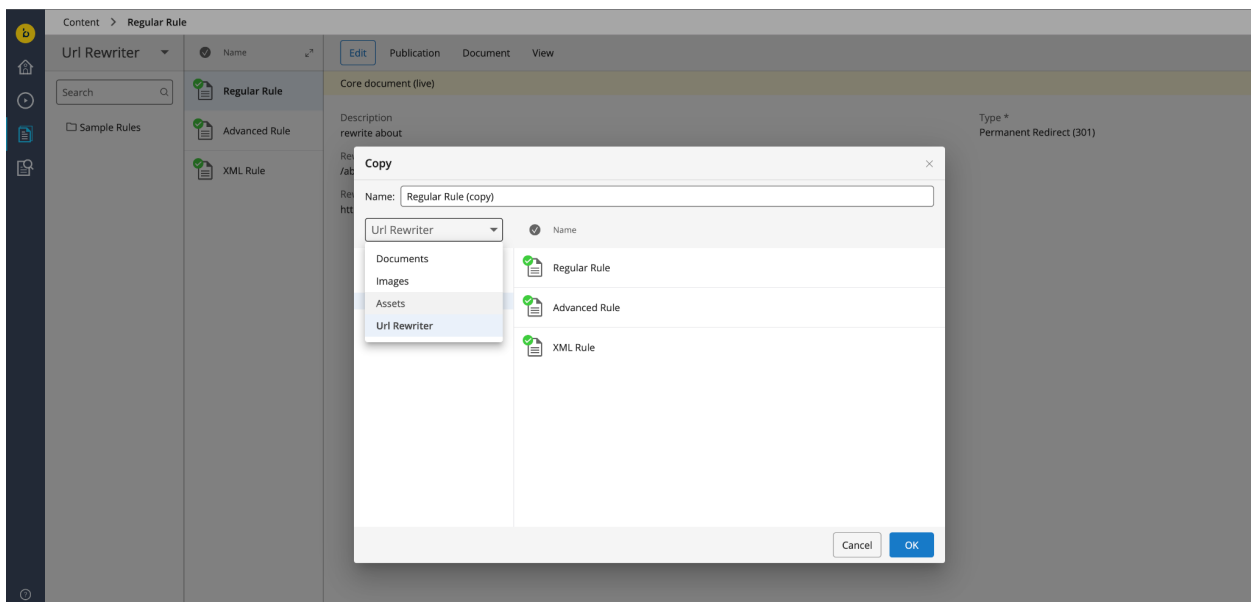 Content > Regular Rule
Url Rewriter
Name
Edit Publication Document View
Search
Sample Rules
Regular Rule
Advanced Rule
XML Rule
Core document (live)
Description
rewrite about
Type *
Permanent Redirect (301)
Copy
Name: Regular Rule (copy)
Url Rewriter
Name
Documents
Images
Assets
Url Rewriter
Regular Rule
Advanced Rule
XML Rule
Cancel OK